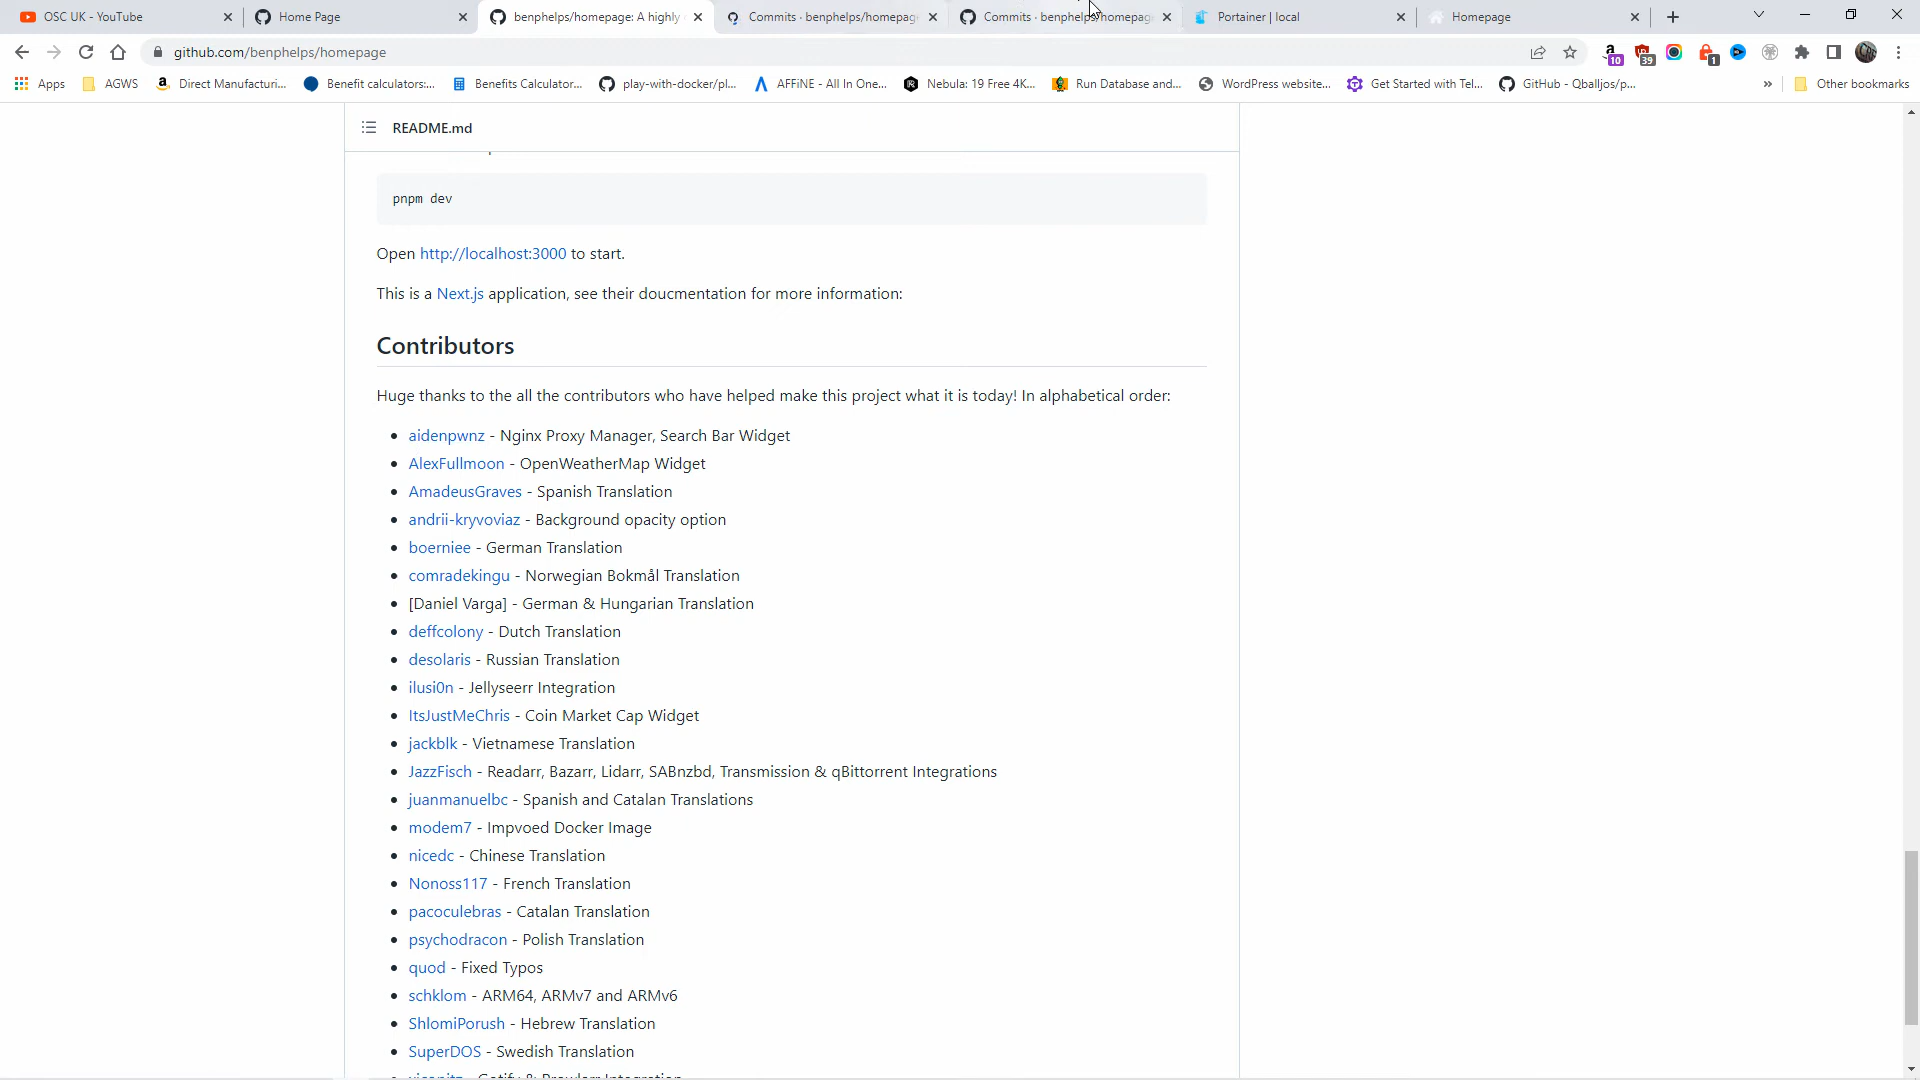 OSC UK - YouTube
Home Page
benphelps/homepage: A highly
Commits · benphelps/homepage
Commits · benphelps/homepage
Portainer | local
Homepage
github.com/benphelps/homepage
10
39
1
Apps
AGWS
Direct Manufacturi...
Benefit calculators:...
Benefits Calculator...
play-with-docker/pl...
AFFiNE - All In One...
Nebula: 19 Free 4K...
Run Database and...
WordPress website...
Get Started with Tel...
GitHub - Qballjos/p...
»
Other bookmarks
README.md
pnpm dev
Open http://localhost:3000 to start.
This is a Next.js application, see their doucmentation for more information:
Contributors
Huge thanks to the all the contributors who have helped make this project what it is today! In alphabetical order:
• aidenpwnz - Nginx Proxy Manager, Search Bar Widget
• AlexFullmoon - OpenWeatherMap Widget
• AmadeusGraves - Spanish Translation
• andrii-kryvoviaz - Background opacity option
• boerniee - German Translation
• comradekingu - Norwegian Bokmål Translation
• [Daniel Varga] - German & Hungarian Translation
• deffcolony - Dutch Translation
• desolaris - Russian Translation
• ilusi0n - Jellyseerr Integration
• ItsJustMeChris - Coin Market Cap Widget
• jackblk - Vietnamese Translation
• JazzFisch - Readarr, Bazarr, Lidarr, SABnzbd, Transmission & qBittorrent Integrations
• juanmanuelbc - Spanish and Catalan Translations
• modem7 - Impvoed Docker Image
• nicedc - Chinese Translation
• Nonoss117 - French Translation
• pacoculebras - Catalan Translation
• psychodracon - Polish Translation
• quod - Fixed Typos
• schklom - ARM64, ARMv7 and ARMv6
• ShlomiPorush - Hebrew Translation
• SuperDOS - Swedish Translation